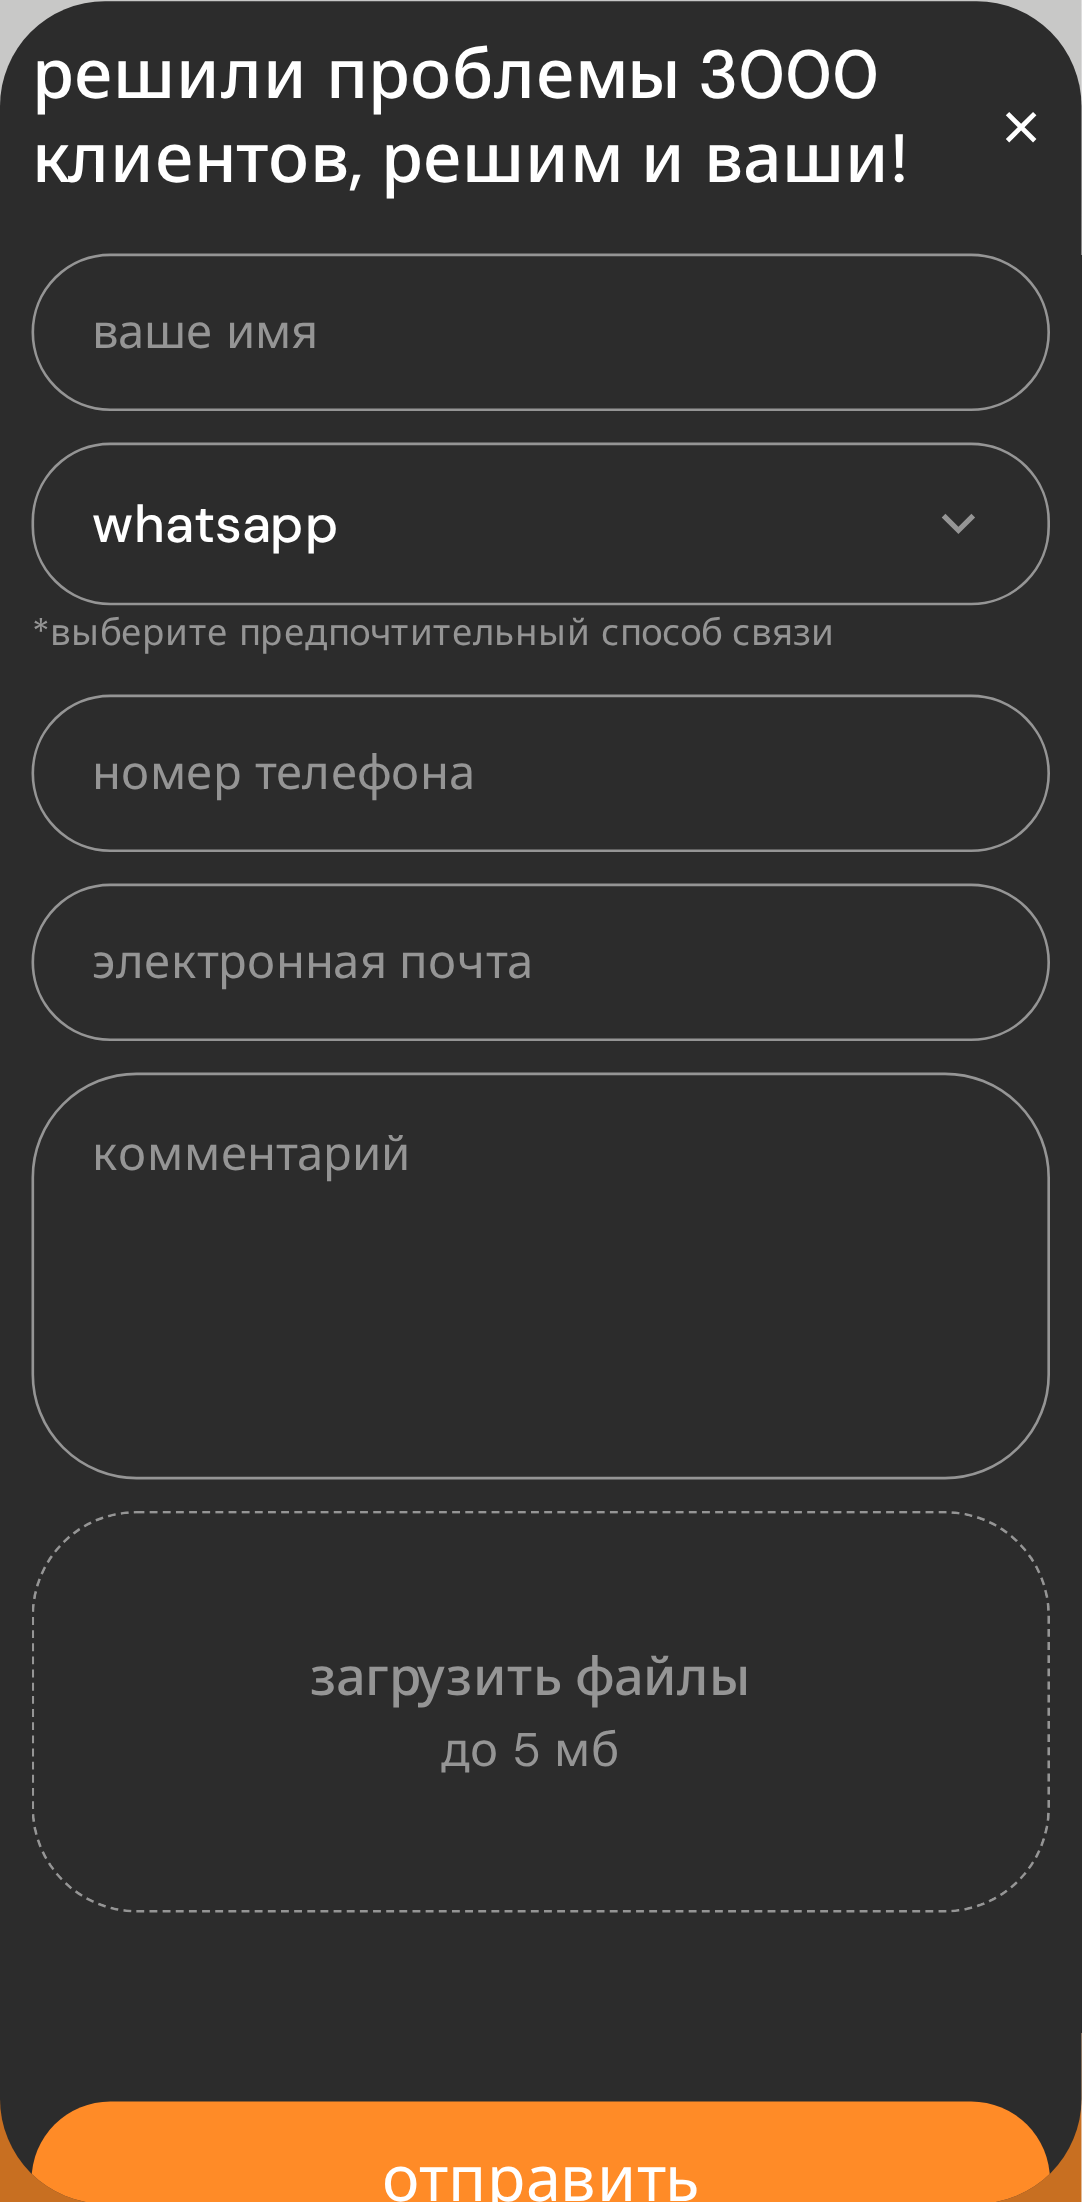 решили проблемы 3000
клиентов, решим и ваши!
ваше имя
whatsapp
*выберите предпочтительный способ связи
номер телефона
электронная почта
комментарий
загрузить файлы
до 5 мб
отправить